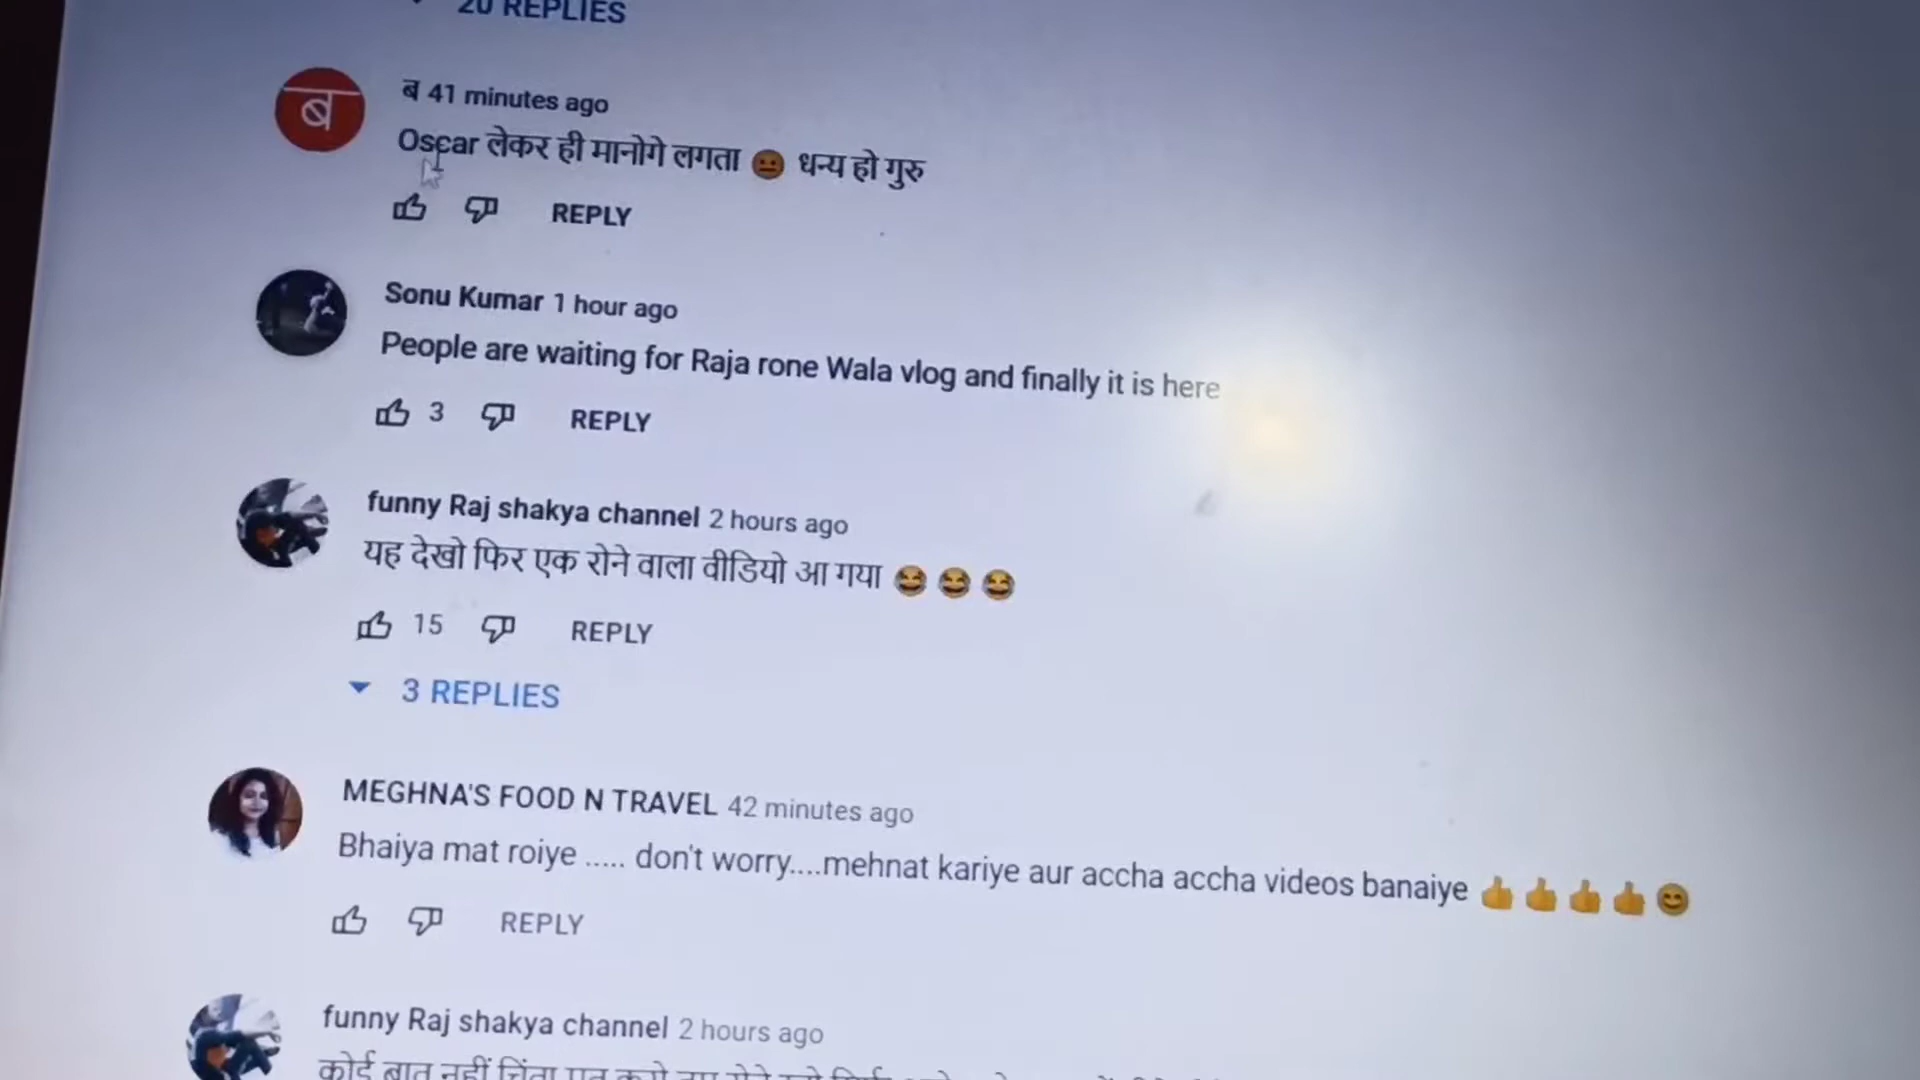 20 REPLIES
ब
ब 41 minutes ago
Oscar लेकर ही मानोगे लगता 😐 धन्य हो गुरु
REPLY
Sonu Kumar 1 hour ago
People are waiting for Raja rone Wala vlog and finally it is here
3 REPLY
funny Raj shakya channel 2 hours ago
यह देखो फिर एक रोने वाला वीडियो आ गया 😂 😂 😂
15 REPLY
3 REPLIES
MEGHNA'S FOOD N TRAVEL 42 minutes ago
Bhaiya mat roiye ..... don't worry....mehnat kariye aur accha accha videos banaiye 👍 👍 👍 👍 😊
REPLY
funny Raj shakya channel 2 hours ago
कोई बात नहीं चिंता मत करो